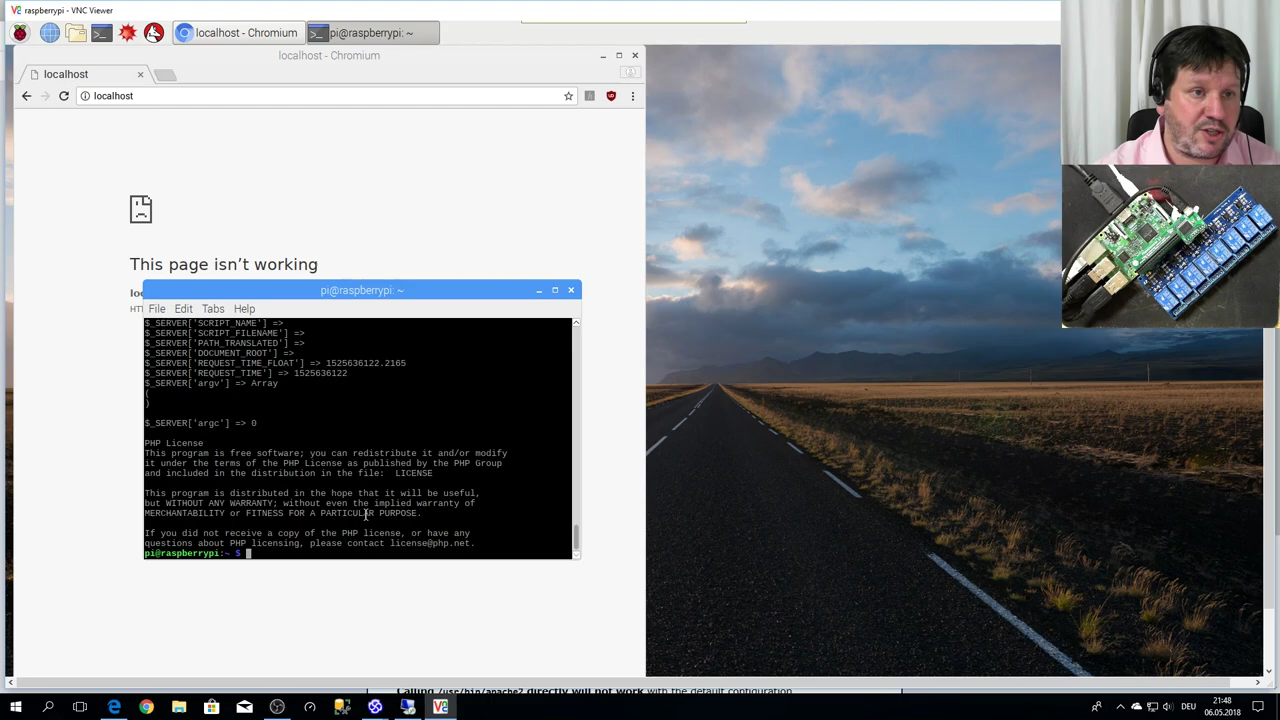 raspberrypi - VNC Viewer
localhost - Chromium
pi@raspberrypi: ~
localhost - Chromium
localhost
localhost
This page isn’t working
pi@raspberrypi: ~
File Edit Tabs Help
$_SERVER['SCRIPT_NAME'] =>
$_SERVER['SCRIPT_FILENAME'] =>
$_SERVER['PATH_TRANSLATED'] =>
$_SERVER['DOCUMENT_ROOT'] =>
$_SERVER['REQUEST_TIME_FLOAT'] => 1525636122.2165
$_SERVER['REQUEST_TIME'] => 1525636122
$_SERVER['argv'] => Array
(
)
$_SERVER['argc'] => 0
PHP License
This program is free software; you can redistribute it and/or modify
it under the terms of the PHP License as published by the PHP Group
and included in the distribution in the file:  LICENSE
This program is distributed in the hope that it will be useful,
but WITHOUT ANY WARRANTY; without even the implied warranty of
MERCHANTABILITY or FITNESS FOR A PARTICULAR PURPOSE.
If you did not receive a copy of the PHP license, or have any
questions about PHP licensing, please contact license@php.net.
pi@raspberrypi:~ $
Calling /usr/bin/apache2 directly will not work with the default configuration.
DEU
21:48
06.05.2018